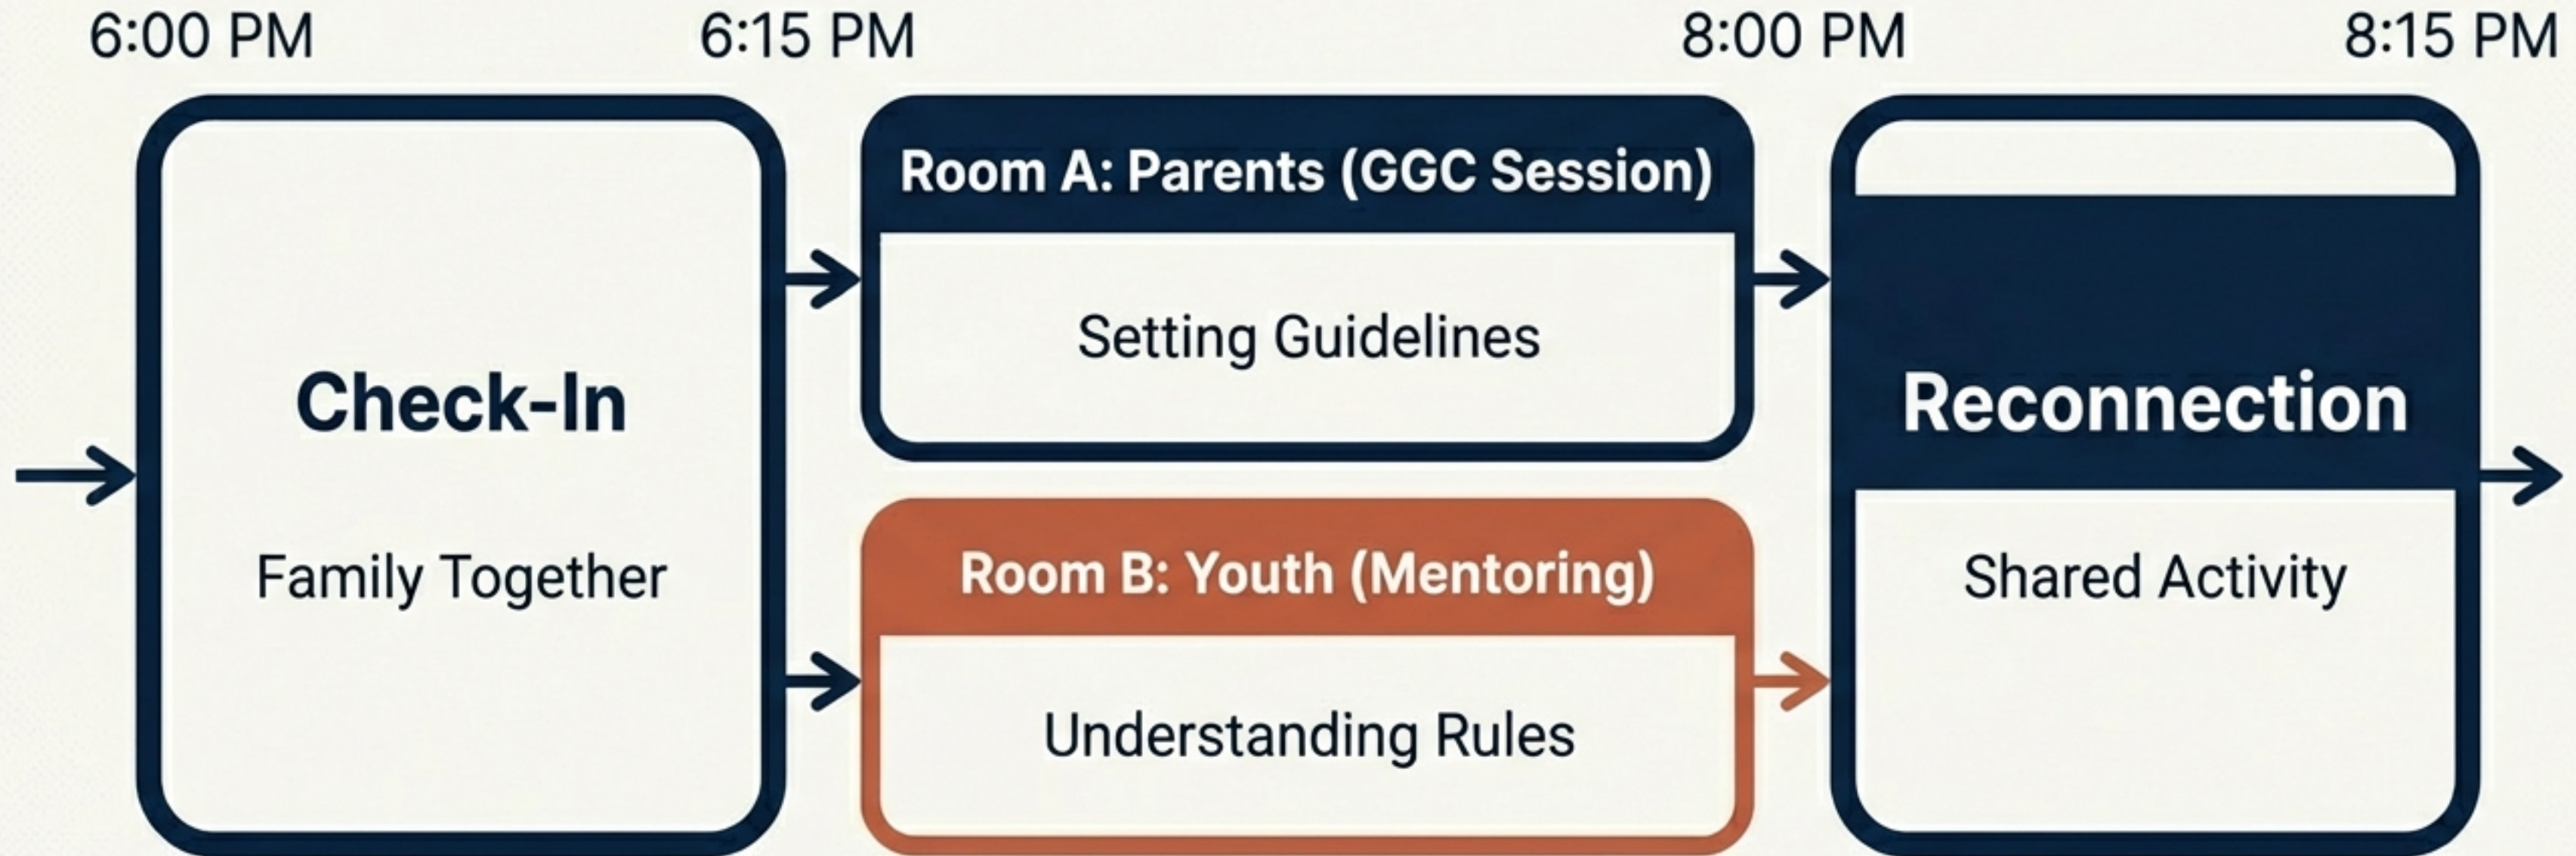 6:00 PM
6:15 PM
8:00 PM
8:15 PM
Check-In
Family Together
Room A: Parents (GGC Session)
Setting Guidelines
Room B: Youth (Mentoring)
Understanding Rules
Reconnection
Shared Activity